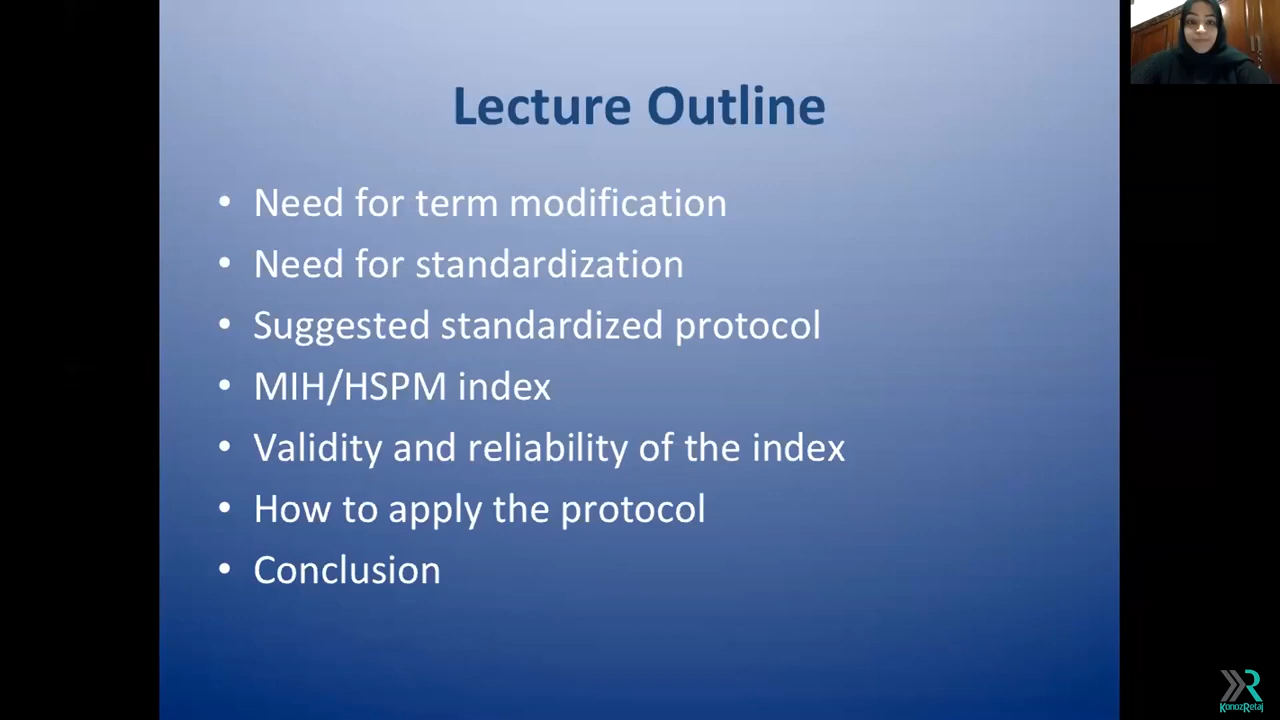 Lecture Outline
• Need for term modification
• Need for standardization
• Suggested standardized protocol
• MIH/HSPM index
• Validity and reliability of the index
• How to apply the protocol
• Conclusion
KonozRetaj